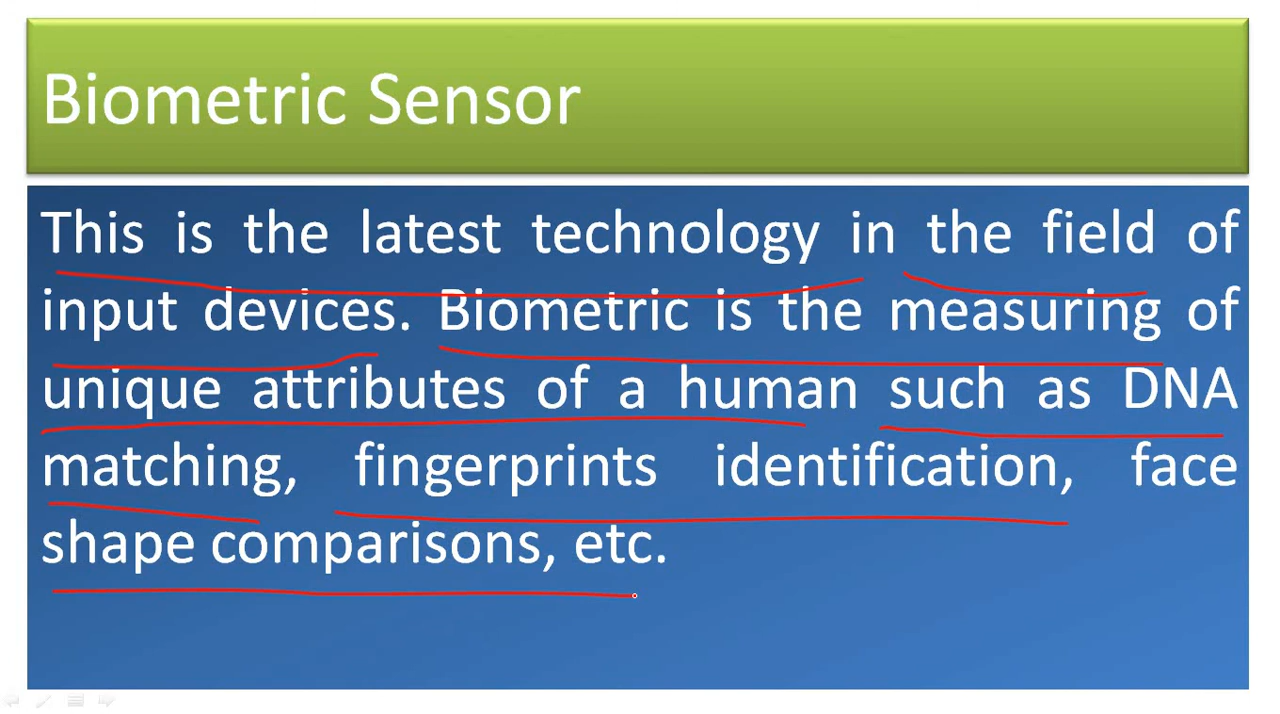 Biometric Sensor
This is the latest technology in the field of
input devices. Biometric is the measuring of
unique attributes of a human such as DNA
matching, fingerprints identification, face
shape comparisons, etc.